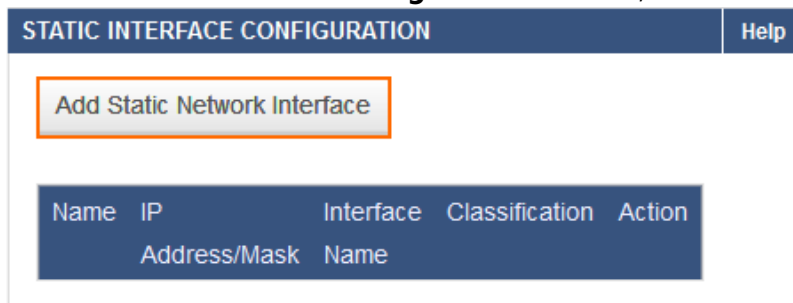 STATIC INTERFACE CONFIGURATION Help
Add Static Network Interface
Name IP Interface Classification Action
Address/Mask Name